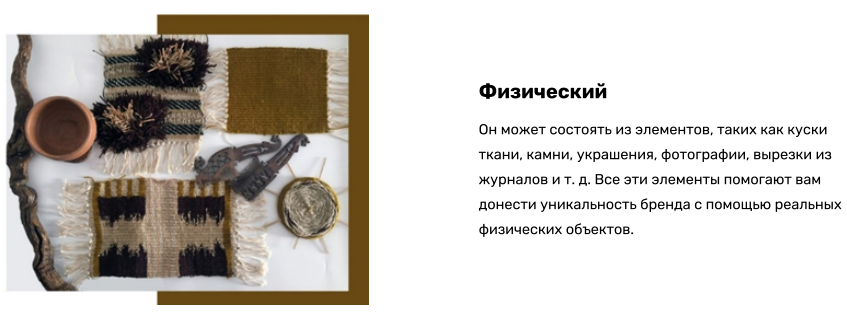 Физический
Он может состоять из элементов, таких как куски
ткани, камни, украшения, фотографии, вырезки из
журналов и т. д. Все эти элементы помогают вам
донести уникальность бренда с помощью реальных
физических объектов.